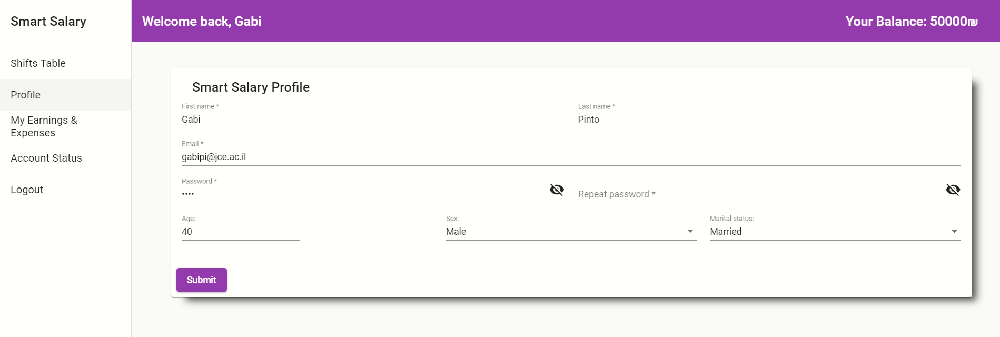 Smart Salary
Welcome back, Gabi
Your Balance: 50000₪
Shifts Table
Profile
My Earnings &
Expenses
Account Status
Logout
Smart Salary Profile
First name *
Gabi
Last name *
Pinto
Email *
gabipi@jce.ac.il
Password *
••••
Repeat password *
Age:
40
Sex:
Male
Marital status:
Married
Submit